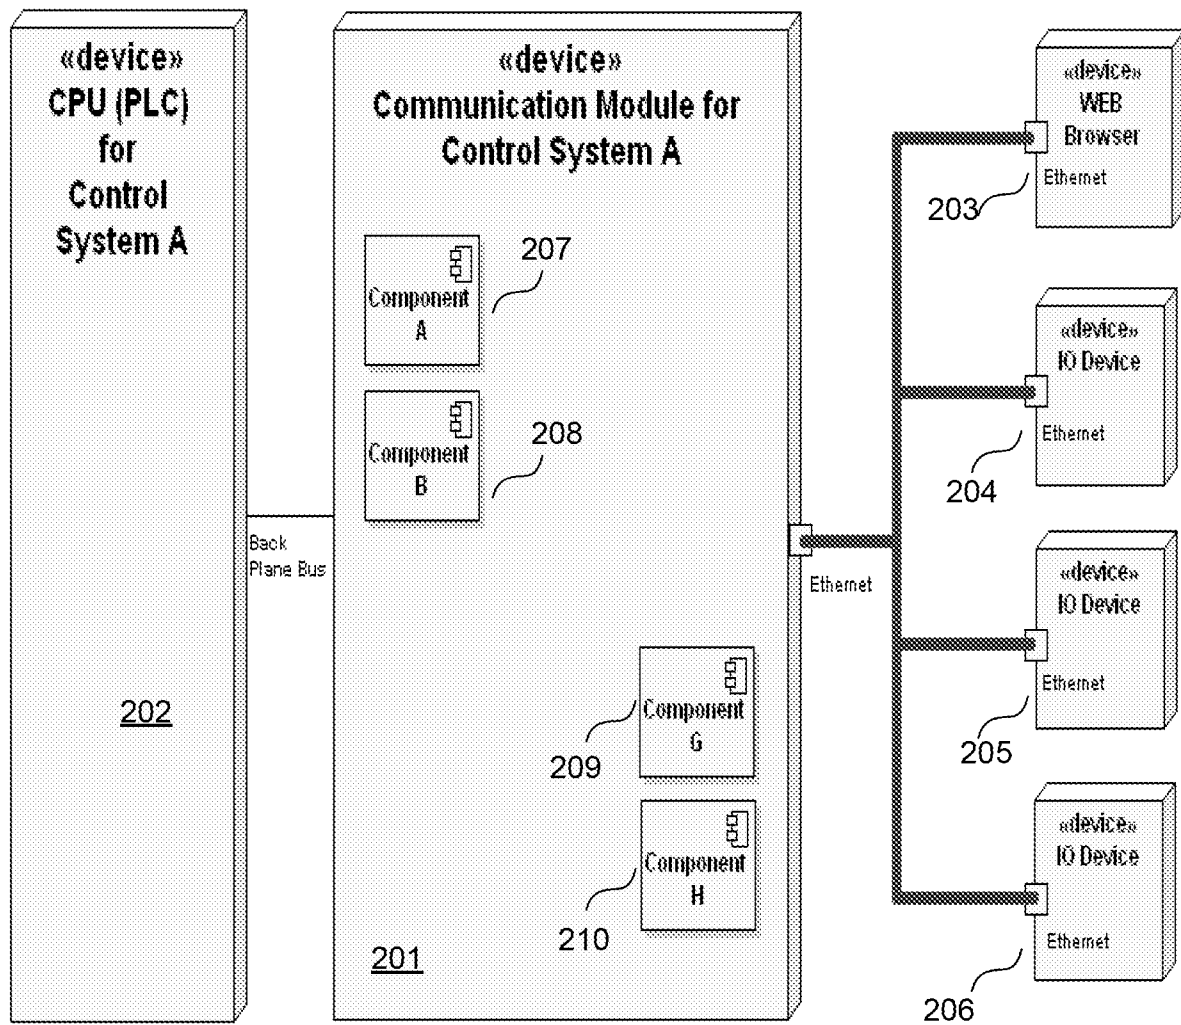 «device»
CPU (PLC)
for
Control
System A
202
Back
Plane Bus
«device»
Communication Module for
Control System A
Component
A
207
Component
B
208
Component
G
209
Component
H
210
201
Ethernet
«device»
WEB
Browser
Ethernet
203
«device»
IO Device
Ethernet
204
«device»
IO Device
Ethernet
205
«device»
IO Device
Ethernet
206